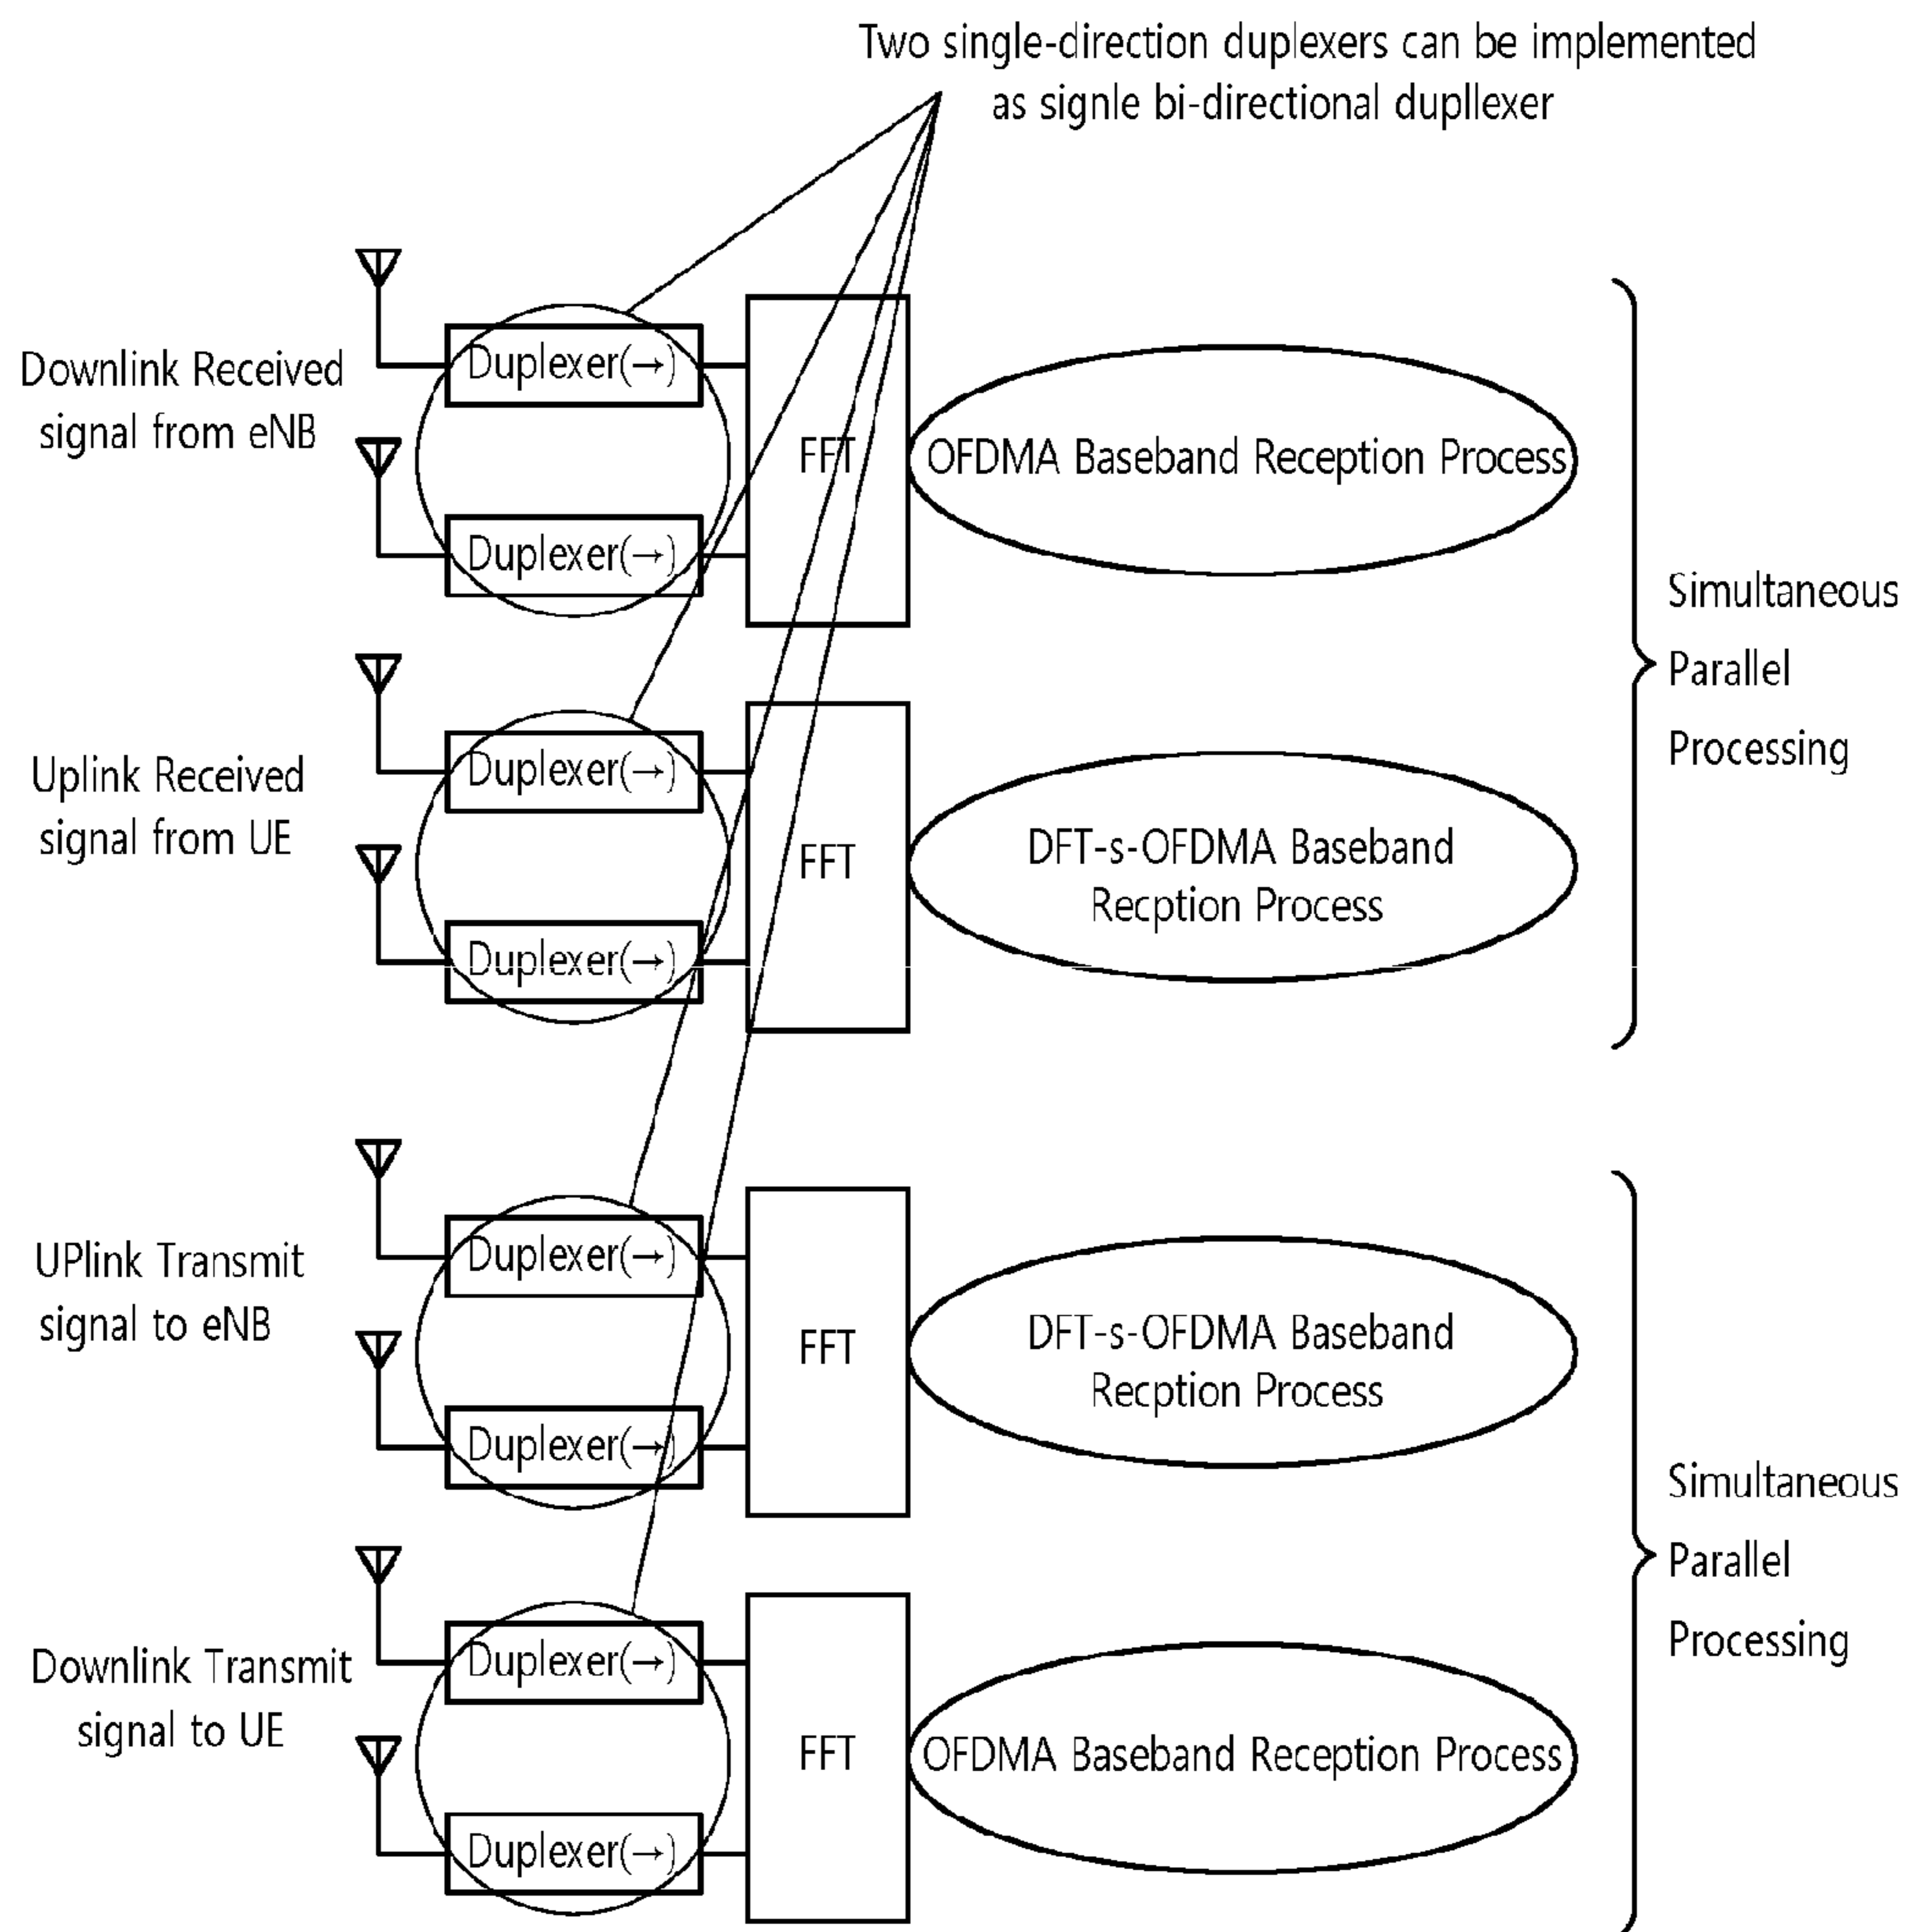 Two single-direction duplexers can be implemented
as signle bi-directional dupllexer
Downlink Received
signal from eNB
Duplexer(→)
Duplexer(→)
FFT
OFDMA Baseband Reception Process
Uplink Received
signal from UE
Duplexer(→)
Duplexer(→)
FFT
DFT-s-OFDMA Baseband
Recption Process
Simultaneous
Parallel
Processing
UPlink Transmit
signal to eNB
Duplexer(→)
Duplexer(→)
FFT
DFT-s-OFDMA Baseband
Recption Process
Downlink Transmit
signal to UE
Duplexer(→)
Duplexer(→)
FFT
OFDMA Baseband Reception Process
Simultaneous
Parallel
Processing